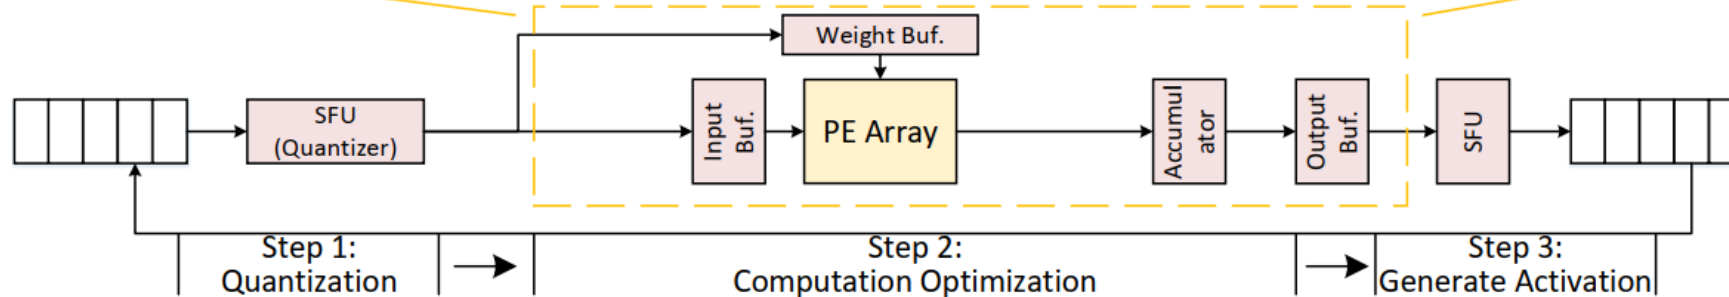 Weight Buf.
SFU
(Quantizer)
Input
Buf.
PE Array
Accumul
ator
Output
Buf.
SFU
Step 1:
Quantization
Step 2:
Computation Optimization
Step 3:
Generate Activation